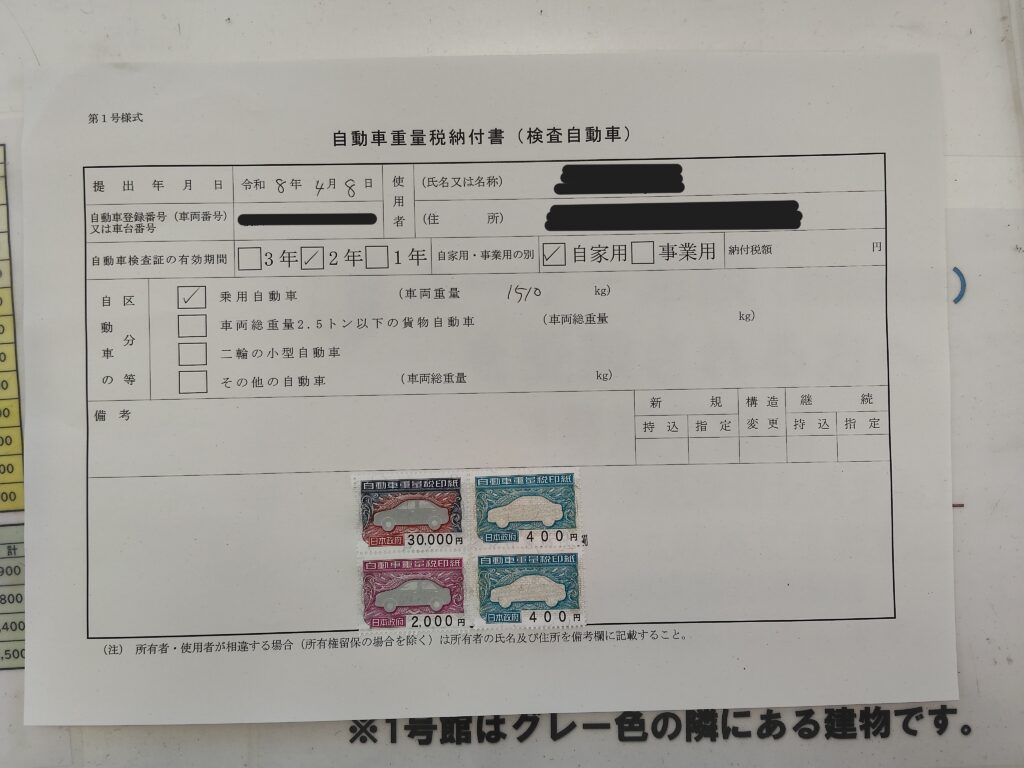 第1号様式
自動車重量税納付書（検査自動車）
提出年月日
令和8年4月8日
使用者
（氏名又は名称）
自動車登録番号（車両番号）又は車台番号
（住所）
自動車検査証の有効期間
3年 ✓2年 1年
自家用・事業用の別
✓自家用 事業用
納付税額 円
自動車の区分等
✓ 乗用自動車 （車両重量 1510 kg）
車両総重量2.5トン以下の貨物自動車 （車両総重量 kg）
二輪の小型自動車
その他の自動車 （車両総重量 kg）
備考
新規 構造変更 継続
持込 指定 持込 指定
自動車重量税印紙 自動車重量税印紙
日本政府 30,000円 日本政府 400円
自動車重量税印紙 自動車重量税印紙
日本政府 2,000円 日本政府 400円
（注） 所有者・使用者が相違する場合（所有権留保の場合を除く）は所有者の氏名及び住所を備考欄に記載すること。
※1号館はグレー色の隣にある建物です。
計
900
800
,400
,500